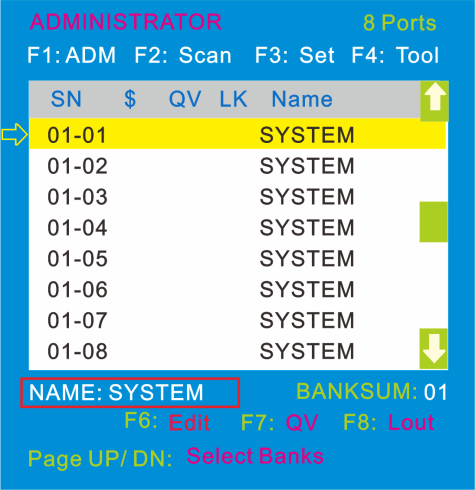 ADMINISTRATOR 8 Ports
F1: ADM F2: Scan F3: Set F4: Tool
SN $ QV LK Name
01-01 SYSTEM
01-02 SYSTEM
01-03 SYSTEM
01-04 SYSTEM
01-05 SYSTEM
01-06 SYSTEM
01-07 SYSTEM
01-08 SYSTEM
NAME: SYSTEM BANKSUM: 01
F6: Edit F7: QV F8: Lout
Page UP/ DN: Select Banks